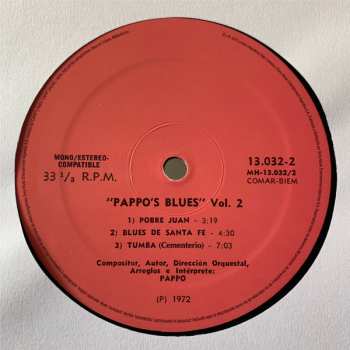 MONO/ESTEREO-
COMPATIBLE
33 1/3 R.P.M.
13.032-2
MH-13.032/2
COMAR-BIEM
"PAPPO'S BLUES" Vol. 2
1) POBRE JUAN - 3:19
2) BLUES DE SANTA FE - 4:30
3) TUMBA (Cementerio) - 7:03
Compositor, Autor, Dirección Orquestal,
Arreglos e Intérprete:
PAPPO
(P) 1972